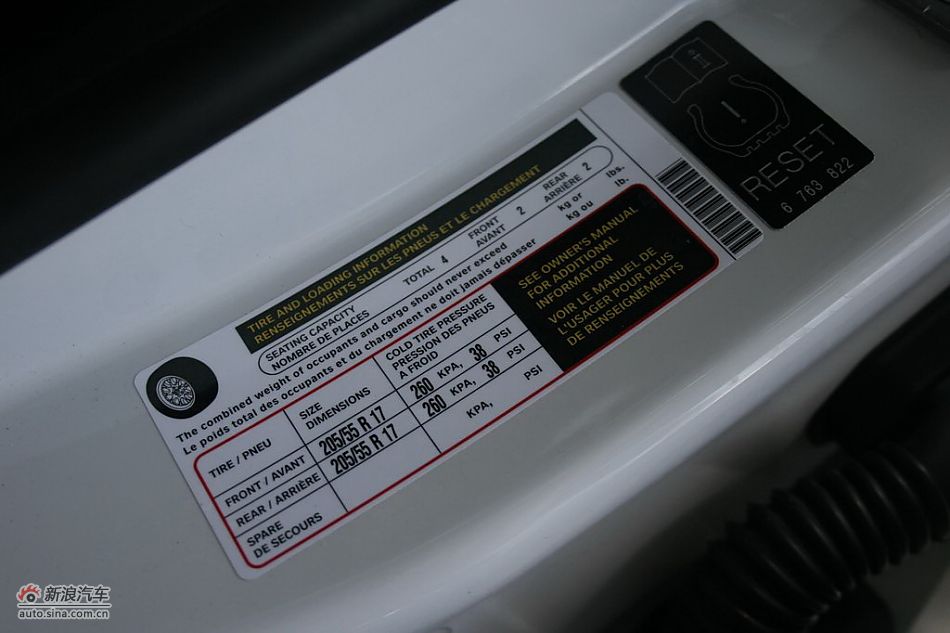 TIRE AND LOADING INFORMATION
RENSEIGNEMENTS SUR LES PNEUS ET LE CHARGEMENT
SEATING CAPACITY
NOMBRE DE PLACES
TOTAL 4
FRONT
AVANT 2
REAR
ARRIÈRE 2
The combined weight of occupants and cargo should never exceed kg or lbs.
Le poids total des occupants et du chargement ne doit jamais dépasser kg ou lb.
TIRE / PNEU
SIZE
DIMENSIONS
COLD TIRE PRESSURE
PRESSION DES PNEUS
A FROID
FRONT / AVANT 205/55 R 17 260 KPA, 38 PSI
REAR / ARRIÈRE 205/55 R 17 260 KPA, 38 PSI
SPARE
DE SECOURS
KPA, PSI
SEE OWNER'S MANUAL
FOR ADDITIONAL
INFORMATION
VOIR LE MANUEL DE
L'USAGER POUR PLUS
DE RENSEIGNEMENTS
i
!
RESET
6 763 822
新浪汽车
auto.sina.com.cn